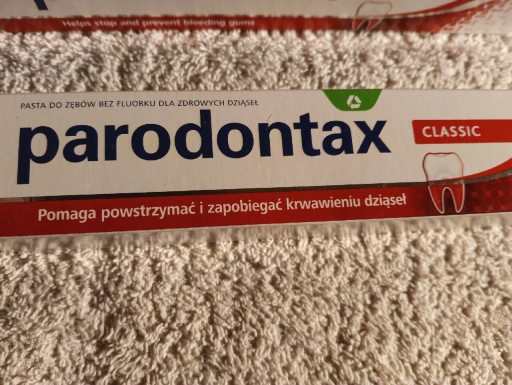 Helps stop and prevent bleeding gums
PASTA DO ZĘBÓW BEZ FLUORKU DLA ZDROWYCH DZIĄSEŁ
parodontax
CLASSIC
Pomaga powstrzymać i zapobiegać krwawieniu dziąseł